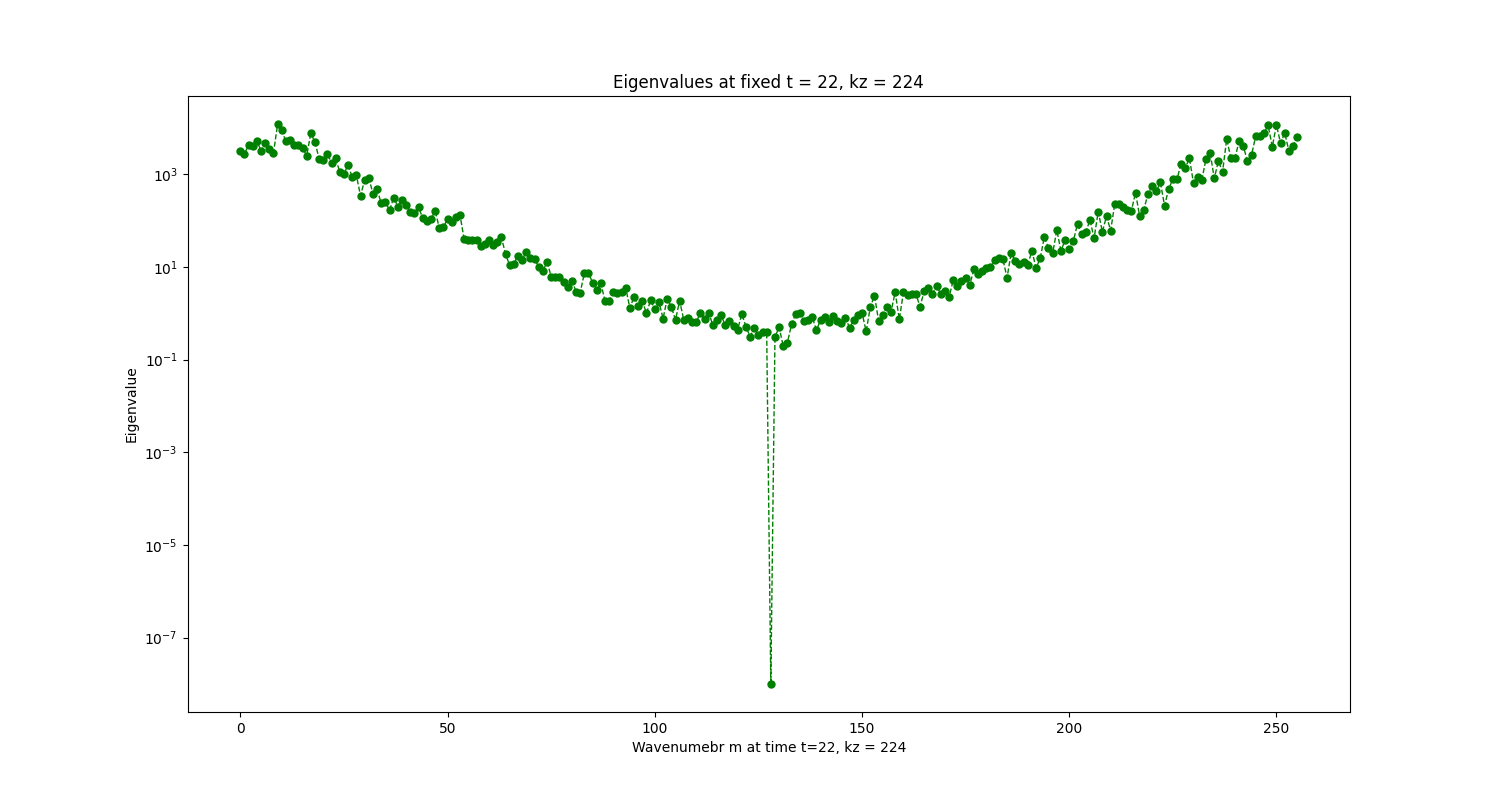 Eigenvalues at fixed t = 22, kz = 224
Eigenvalue
10³
10¹
10⁻¹
10⁻³
10⁻⁵
10⁻⁷
0 50 100 150 200 250
Wavenumebr m at time t=22, kz = 224